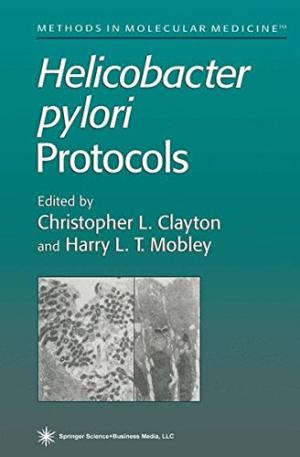 METHODS IN MOLECULAR MEDICINE™
Helicobacter
pylori
Protocols
Edited by
Christopher L. Clayton
and Harry L. T. Mobley
Springer Science+Business Media, LLC